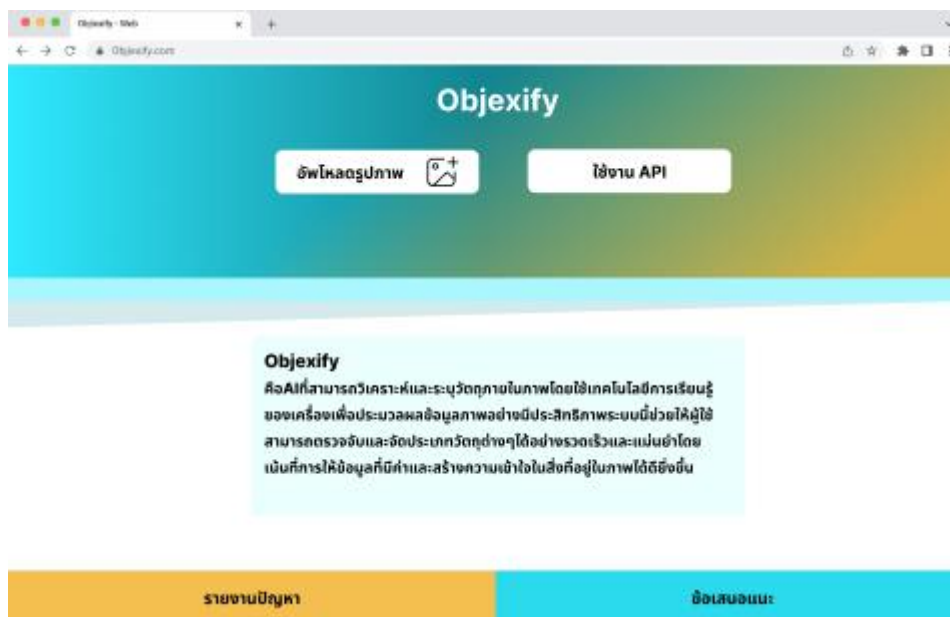 Objexify - Web
Objexify.com
Objexify
อัพโหลดรูปภาพ
ใช้งาน API
Objexify
คือAIที่สามารถวิเคราะห์และระบุวัตถุภายในภาพโดยใช้เทคโนโลยีการเรียนรู้
ของเครื่องเพื่อประมวลผลข้อมูลภาพอย่างมีประสิทธิภาพระบบนี้ช่วยให้ผู้ใช้
สามารถตรวจจับและจัดประเภทวัตถุต่างๆได้อย่างรวดเร็วและแม่นยำโดย
เน้นที่การให้ข้อมูลที่มีค่าและสร้างความเข้าใจในสิ่งที่อยู่ในภาพได้ดียิ่งขึ้น
รายงานปัญหา
ข้อเสนอแนะ